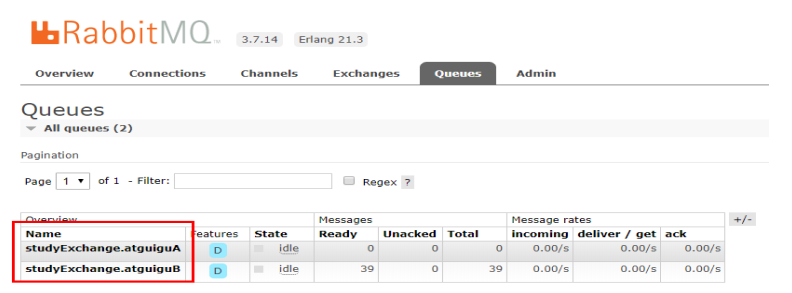 RabbitMQ™ 3.7.14 Erlang 21.3
Overview Connections Channels Exchanges Queues Admin
Queues
All queues (2)
Pagination
Page 1 of 1 - Filter: Regex ?
Overview Messages Message rates +/-
Name Features State Ready Unacked Total incoming deliver / get ack
studyExchange.atguiguA D idle 0 0 0 0.00/s 0.00/s 0.00/s
studyExchange.atguiguB D idle 39 0 39 0.00/s 0.00/s 0.00/s